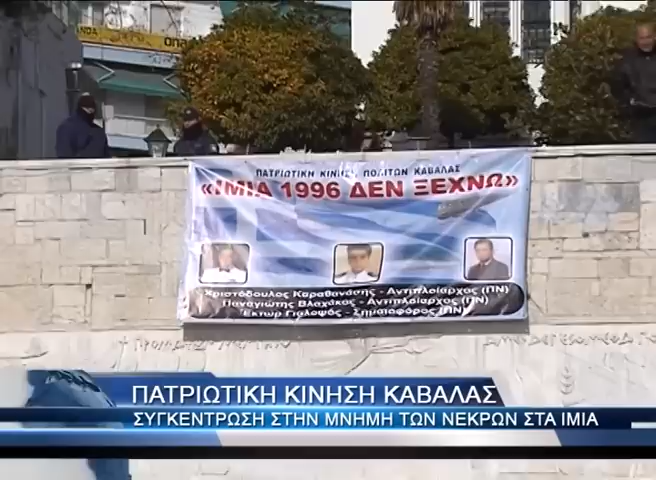 ΠΑΤΡΙΩΤΙΚΗ ΚΙΝΗΣΗ ΠΟΛΙΤΩΝ ΚΑΒΑΛΑΣ
«ΙΜΙΑ 1996 ΔΕΝ ΞΕΧΝΩ»
Χριστόδουλος Καραθανάσης - Αντιπλοίαρχος (ΠΝ)
Παναγιώτης Βλαχάκος - Αντιπλοίαρχος (ΠΝ)
Έκτωρ Γιαλοψός - Σημαιοφόρος (ΠΝ)
ΠΑΤΡΙΩΤΙΚΗ ΚΙΝΗΣΗ ΚΑΒΑΛΑΣ
ΣΥΓΚΕΝΤΡΩΣΗ ΣΤΗΝ ΜΝΗΜΗ ΤΩΝ ΝΕΚΡΩΝ ΣΤΑ ΙΜΙΑ